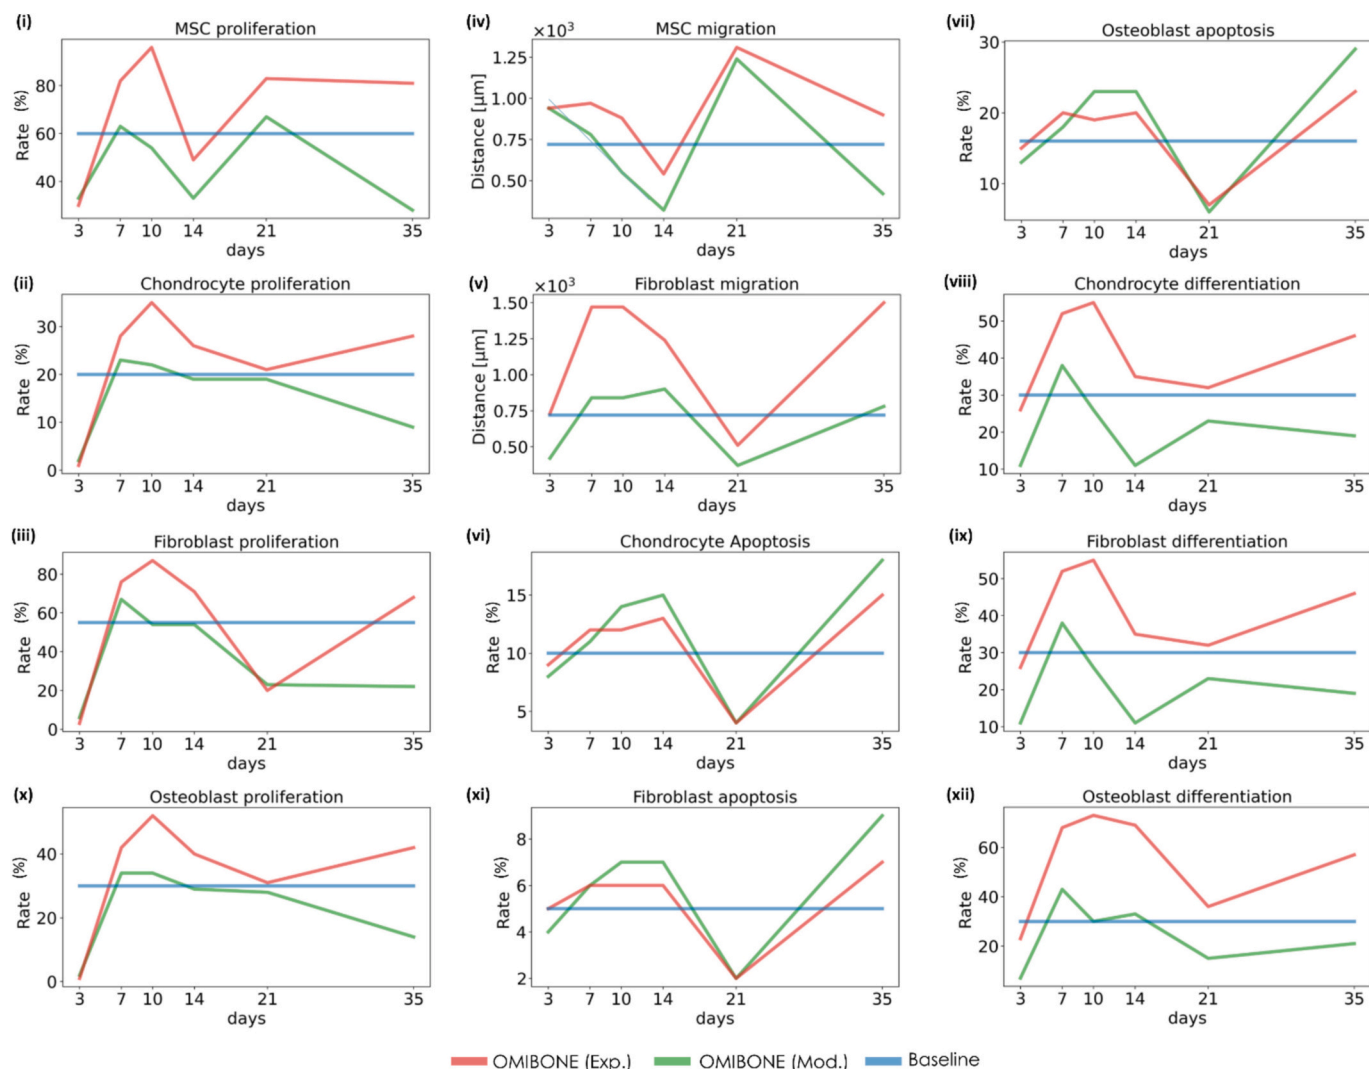 (i) MSC proliferation
Rate (%)
80
60
40
3 7 10 14 21 35
days
(iv) MSC migration
×10³
Distance [µm]
1.25
1.00
0.75
0.50
3 7 10 14 21 35
days
(vii) Osteoblast apoptosis
Rate (%)
30
20
10
3 7 10 14 21 35
days
(ii) Chondrocyte proliferation
Rate (%)
30
20
10
0
3 7 10 14 21 35
days
(v) Fibroblast migration
×10³
Distance [µm]
1.50
1.25
1.00
0.75
0.50
3 7 10 14 21 35
days
(viii) Chondrocyte differentiation
Rate (%)
50
40
30
20
10
3 7 10 14 21 35
days
(iii) Fibroblast proliferation
Rate (%)
80
60
40
20
0
3 7 10 14 21 35
days
(vi) Chondrocyte Apoptosis
Rate (%)
15
10
5
3 7 10 14 21 35
days
(ix) Fibroblast differentiation
Rate (%)
50
40
30
20
10
3 7 10 14 21 35
days
(x) Osteoblast proliferation
Rate (%)
40
20
0
3 7 10 14 21 35
days
(xi) Fibroblast apoptosis
Rate (%)
8
6
4
2
3 7 10 14 21 35
days
(xii) Osteoblast differentiation
Rate (%)
60
40
20
3 7 10 14 21 35
days
OMIBONE (Exp.) OMIBONE (Mod.) Baseline